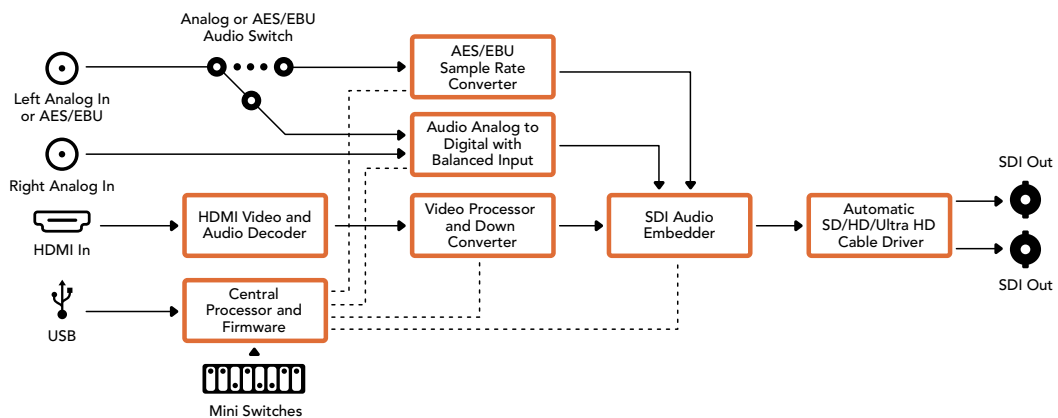 Analog or AES/EBU
Audio Switch
Left Analog In
or AES/EBU
AES/EBU
Sample Rate
Converter
Right Analog In
Audio Analog to
Digital with
Balanced Input
HDMI In
HDMI Video and
Audio Decoder
Video Processor
and Down
Converter
SDI Audio
Embedder
Automatic
SD/HD/Ultra HD
Cable Driver
SDI Out
SDI Out
USB
Central
Processor and
Firmware
Mini Switches